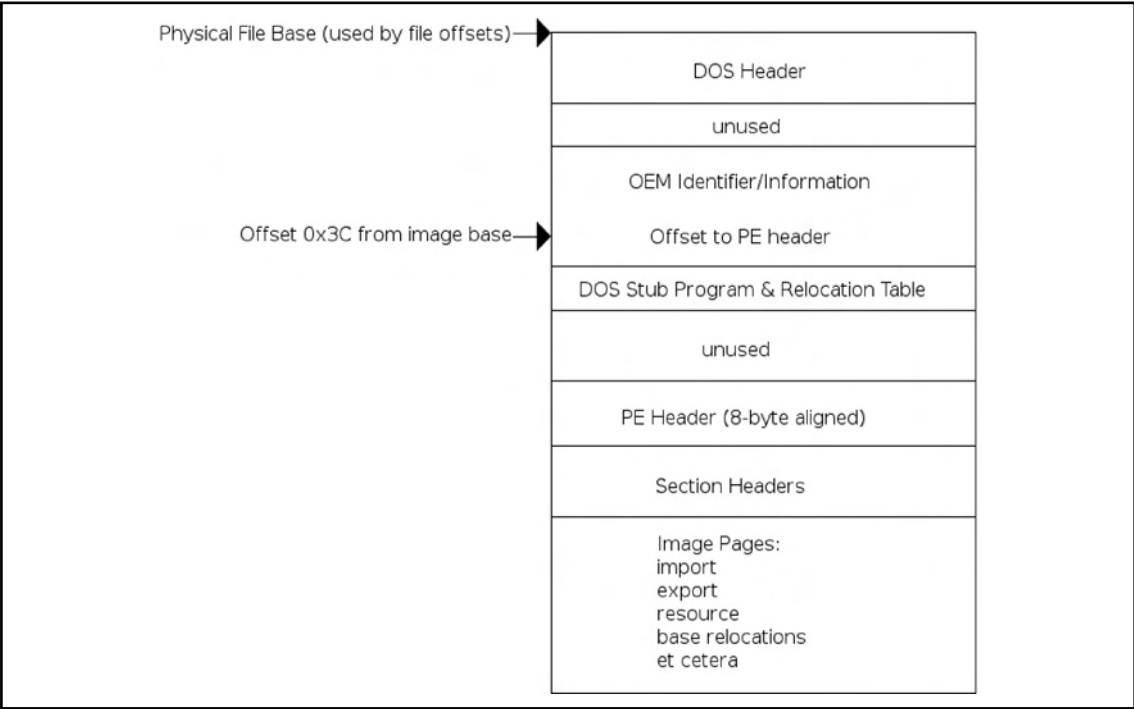 Physical File Base (used by file offsets)
DOS Header
unused
OEM Identifier/Information
Offset 0x3C from image base
Offset to PE header
DOS Stub Program & Relocation Table
unused
PE Header (8-byte aligned)
Section Headers
Image Pages:
import
export
resource
base relocations
et cetera